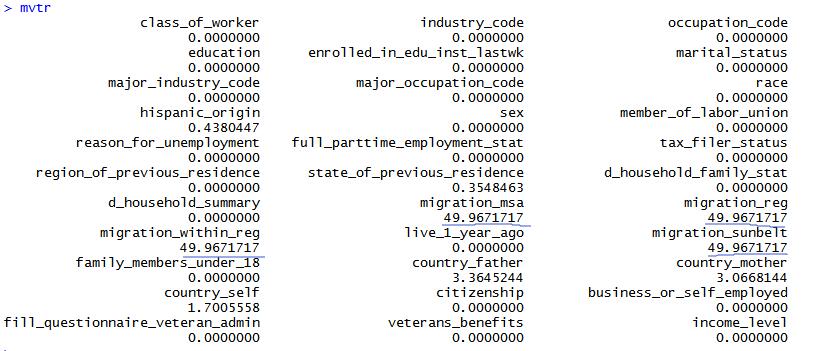 > mvtr
class_of_worker industry_code occupation_code
0.0000000 0.0000000 0.0000000
education enrolled_in_edu_inst_lastwk marital_status
0.0000000 0.0000000 0.0000000
major_industry_code major_occupation_code race
0.0000000 0.0000000 0.0000000
hispanic_origin sex member_of_labor_union
0.4380447 0.0000000 0.0000000
reason_for_unemployment full_parttime_employment_stat tax_filer_status
0.0000000 0.0000000 0.0000000
region_of_previous_residence state_of_previous_residence d_household_family_stat
0.0000000 0.3548463 0.0000000
d_household_summary migration_msa migration_reg
0.0000000 49.9671717 49.9671717
migration_within_reg live_1_year_ago migration_sunbelt
49.9671717 0.0000000 49.9671717
family_members_under_18 country_father country_mother
0.0000000 3.3645244 3.0668144
country_self citizenship business_or_self_employed
1.7005558 0.0000000 0.0000000
fill_questionnaire_veteran_admin veterans_benefits income_level
0.0000000 0.0000000 0.0000000